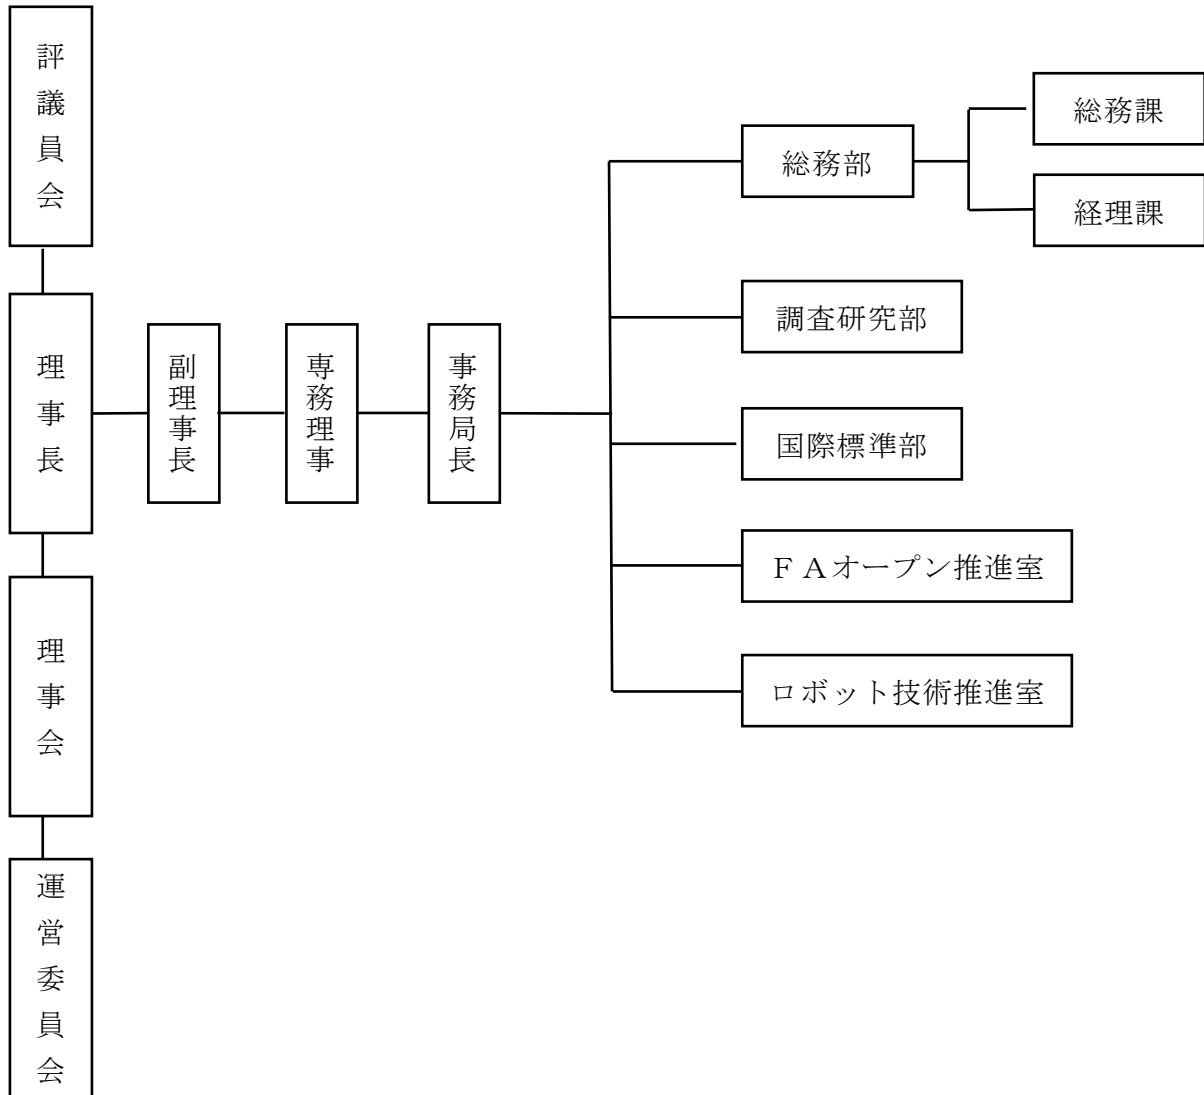 評議員会
理事長
理事会
運営委員会
副理事長
専務理事
事務局長
総務部
総務課
経理課
調査研究部
国際標準部
ＦＡオープン推進室
ロボット技術推進室